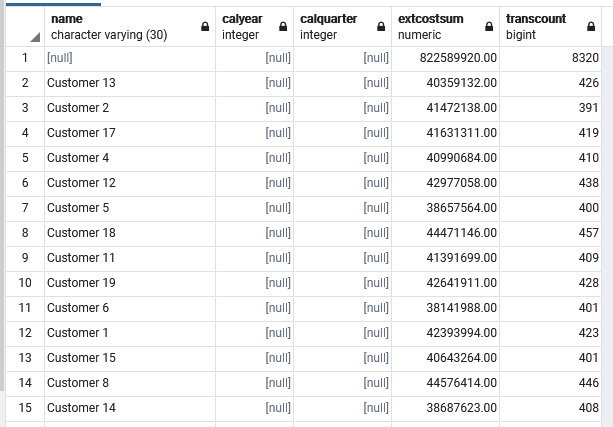 name calyear calquarter extcostsum transcount
character varying (30) integer integer numeric bigint
1 [null] [null] [null] 822589920.00 8320
2 Customer 13 [null] [null] 40359132.00 426
3 Customer 2 [null] [null] 41472138.00 391
4 Customer 17 [null] [null] 41631311.00 419
5 Customer 4 [null] [null] 40990684.00 410
6 Customer 12 [null] [null] 42977058.00 438
7 Customer 5 [null] [null] 38657564.00 400
8 Customer 18 [null] [null] 44471146.00 457
9 Customer 11 [null] [null] 41391699.00 409
10 Customer 19 [null] [null] 42641911.00 428
11 Customer 6 [null] [null] 38141988.00 401
12 Customer 1 [null] [null] 42393994.00 423
13 Customer 15 [null] [null] 40643264.00 401
14 Customer 8 [null] [null] 44576414.00 446
15 Customer 14 [null] [null] 38687623.00 408